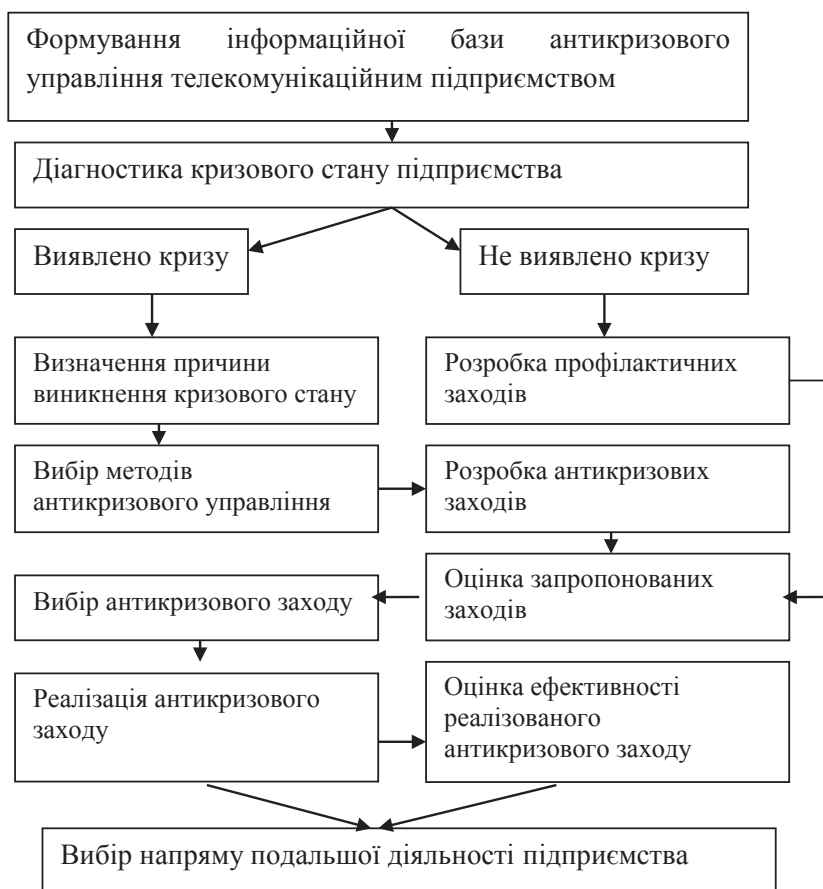 Формування інформаційної бази антикризового
управління телекомунікаційним підприємством
Діагностика кризового стану підприємства
Виявлено кризу
Не виявлено кризу
Визначення причини
виникнення кризового стану
Розробка профілактичних
заходів
Вибір методів
антикризового управління
Розробка антикризових
заходів
Оцінка запропонованих
заходів
Вибір антикризового заходу
Реалізація антикризового
заходу
Оцінка ефективності
реалізованого
антикризового заходу
Вибір напряму подальшої діяльності підприємства